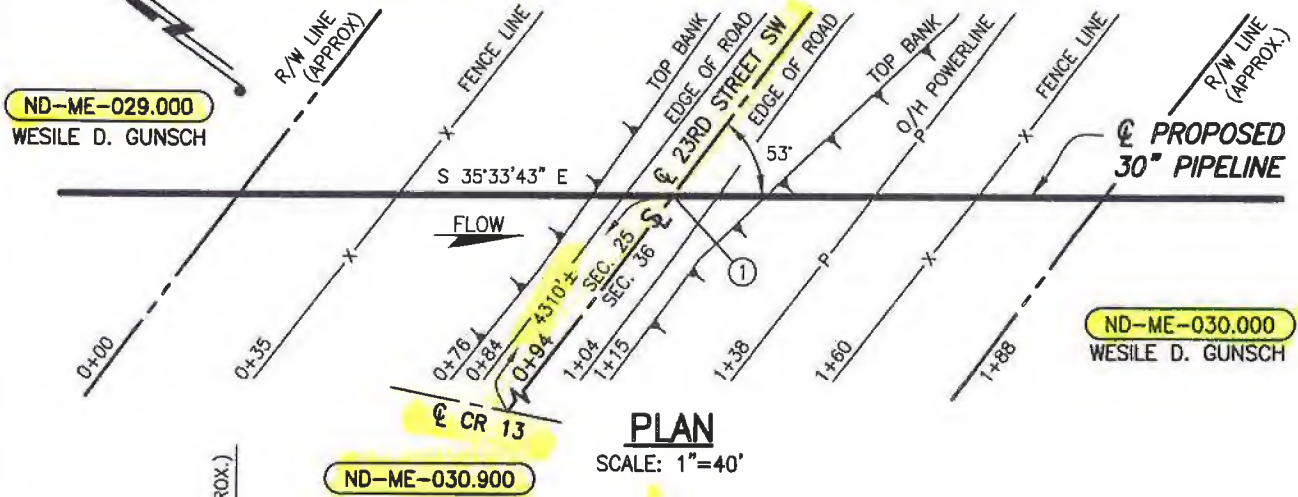 R/W LINE
(APPROX)
FENCE LINE
TOP BANK
EDGE OF ROAD
℄ 23RD STREET SW
EDGE OF ROAD
TOP BANK
O/H POWERLINE
FENCE LINE
R/W LINE
(APPROX.)
ND-ME-029.000
WESILE D. GUNSCH
℄ PROPOSED
30" PIPELINE
53°
S 35°33'43" E
FLOW
4310'±
SEC. 25
SEC. 36
1
0+00
0+35
0+76
0+84
0+94
1+04
1+15
1+38
1+60
1+88
ND-ME-030.000
WESILE D. GUNSCH
℄ CR 13
PLAN
SCALE: 1"=40'
ND-ME-030.900
ROX.)